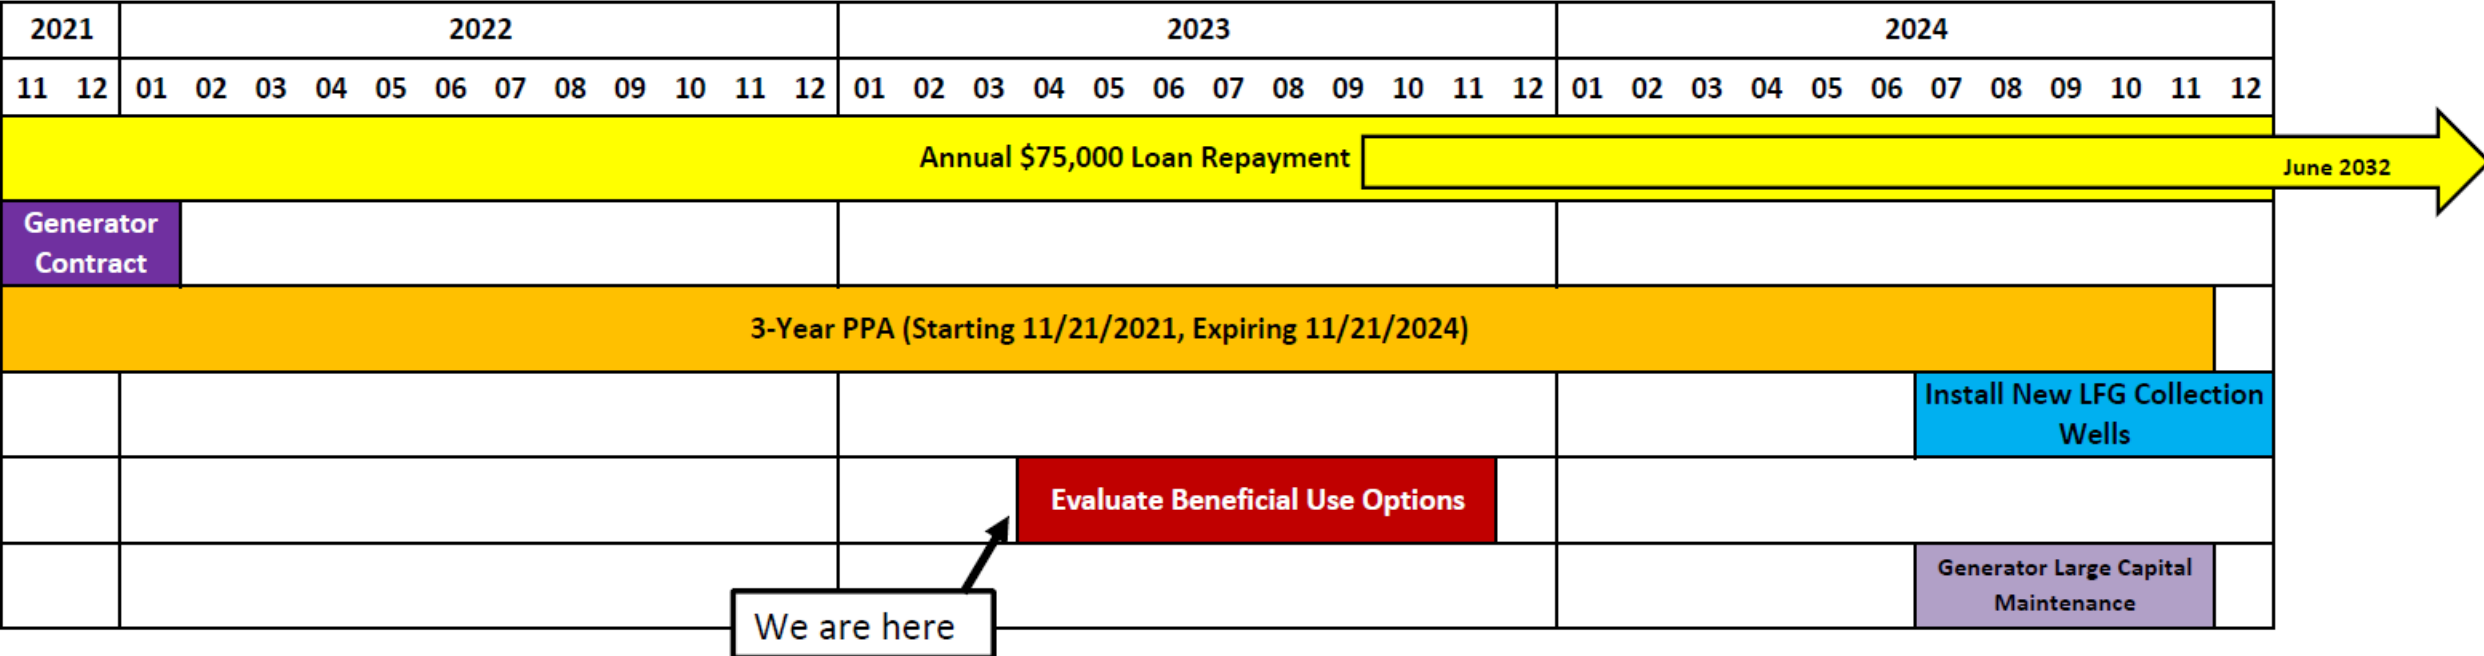 2021 2022 2023 2024
11 12 01 02 03 04 05 06 07 08 09 10 11 12 01 02 03 04 05 06 07 08 09 10 11 12 01 02 03 04 05 06 07 08 09 10 11 12
Annual $75,000 Loan Repayment
June 2032
Generator
Contract
3-Year PPA (Starting 11/21/2021, Expiring 11/21/2024)
Install New LFG Collection
Wells
Evaluate Beneficial Use Options
Generator Large Capital
Maintenance
We are here